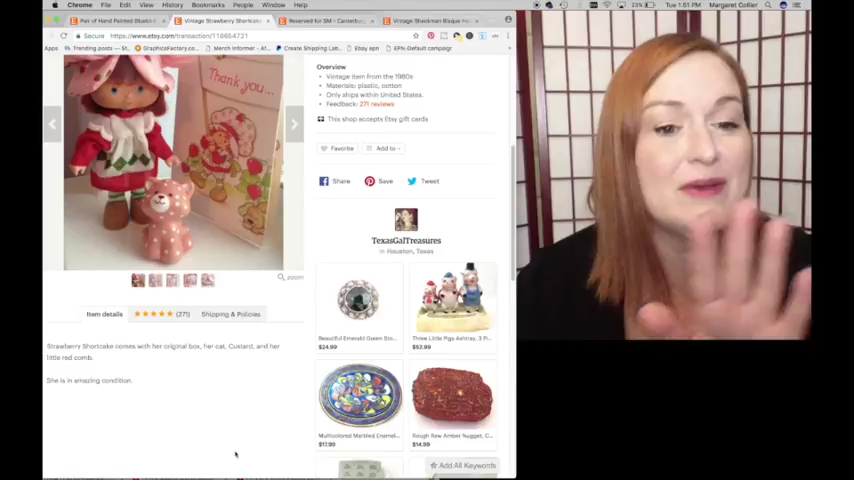 Chrome File Edit View History Bookmarks People Window Help
23% Tue 1:51 PM Margaret Collier
Pair of Hand Painted Bluebird
Vintage Strawberry Shortcake
Reserved for SM - Canterbury
Vintage Shackman Bisque
Secure https://www.etsy.com/transaction/118654721
Apps Trending posts — St GraphicsFactory.co Merch Informer - Al Create Shipping Lab Ebay epn EPN-Default campaign
Thank you...
Overview
• Vintage item from the 1980s
• Materials: plastic, cotton
• Only ships within United States.
• Feedback: 271 reviews
This shop accepts Etsy gift cards
Favorite Add to
Share Save Tweet
TexasGalTreasures
in Houston, Texas
zoom
Item details (271) Shipping & Policies
Strawberry Shortcake comes with her original box, her cat, Custard, and her
little red comb.
She is in amazing condition.
Beautiful Emerald Green
$24.99
Three Little Pigs Ashtray, 3 Pi...
$52.99
Multicolored Marbled Enamel...
$17.99
Rough Raw Amber Nugget, C...
$14.99
Add All Keywords